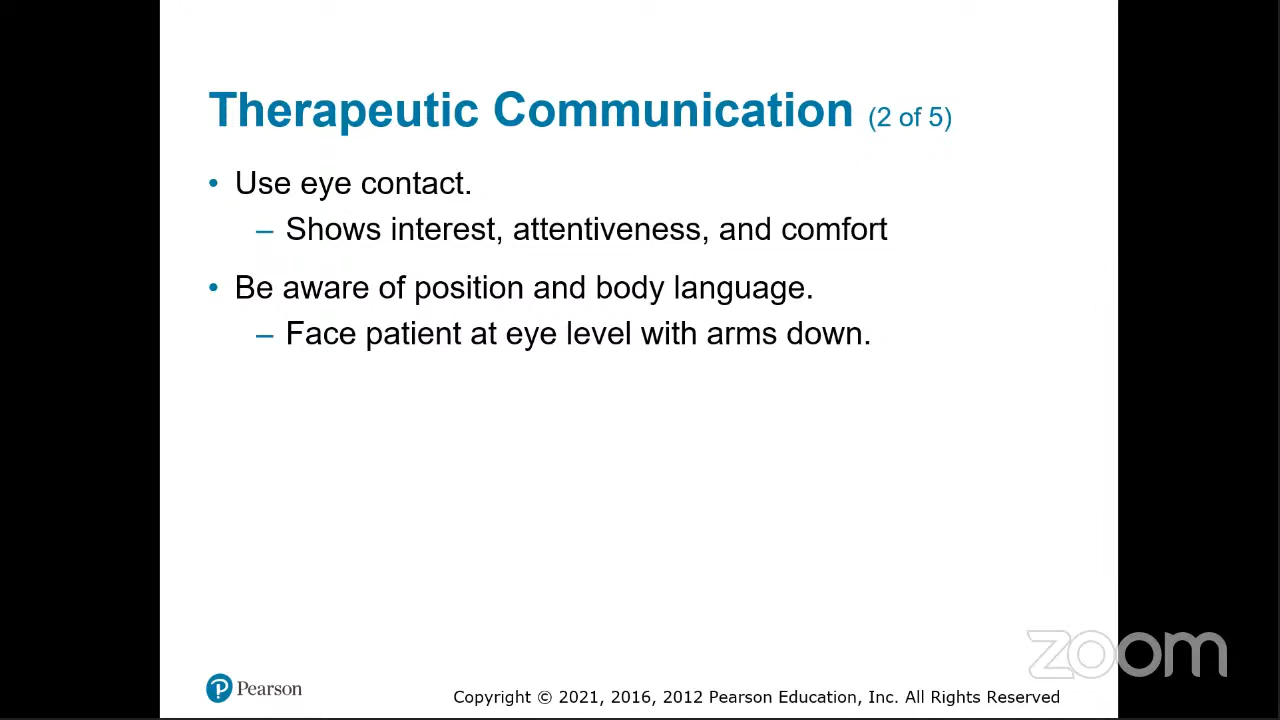 Therapeutic Communication (2 of 5)
• Use eye contact.
– Shows interest, attentiveness, and comfort
• Be aware of position and body language.
– Face patient at eye level with arms down.
zoom
Pearson
Copyright © 2021, 2016, 2012 Pearson Education, Inc. All Rights Reserved